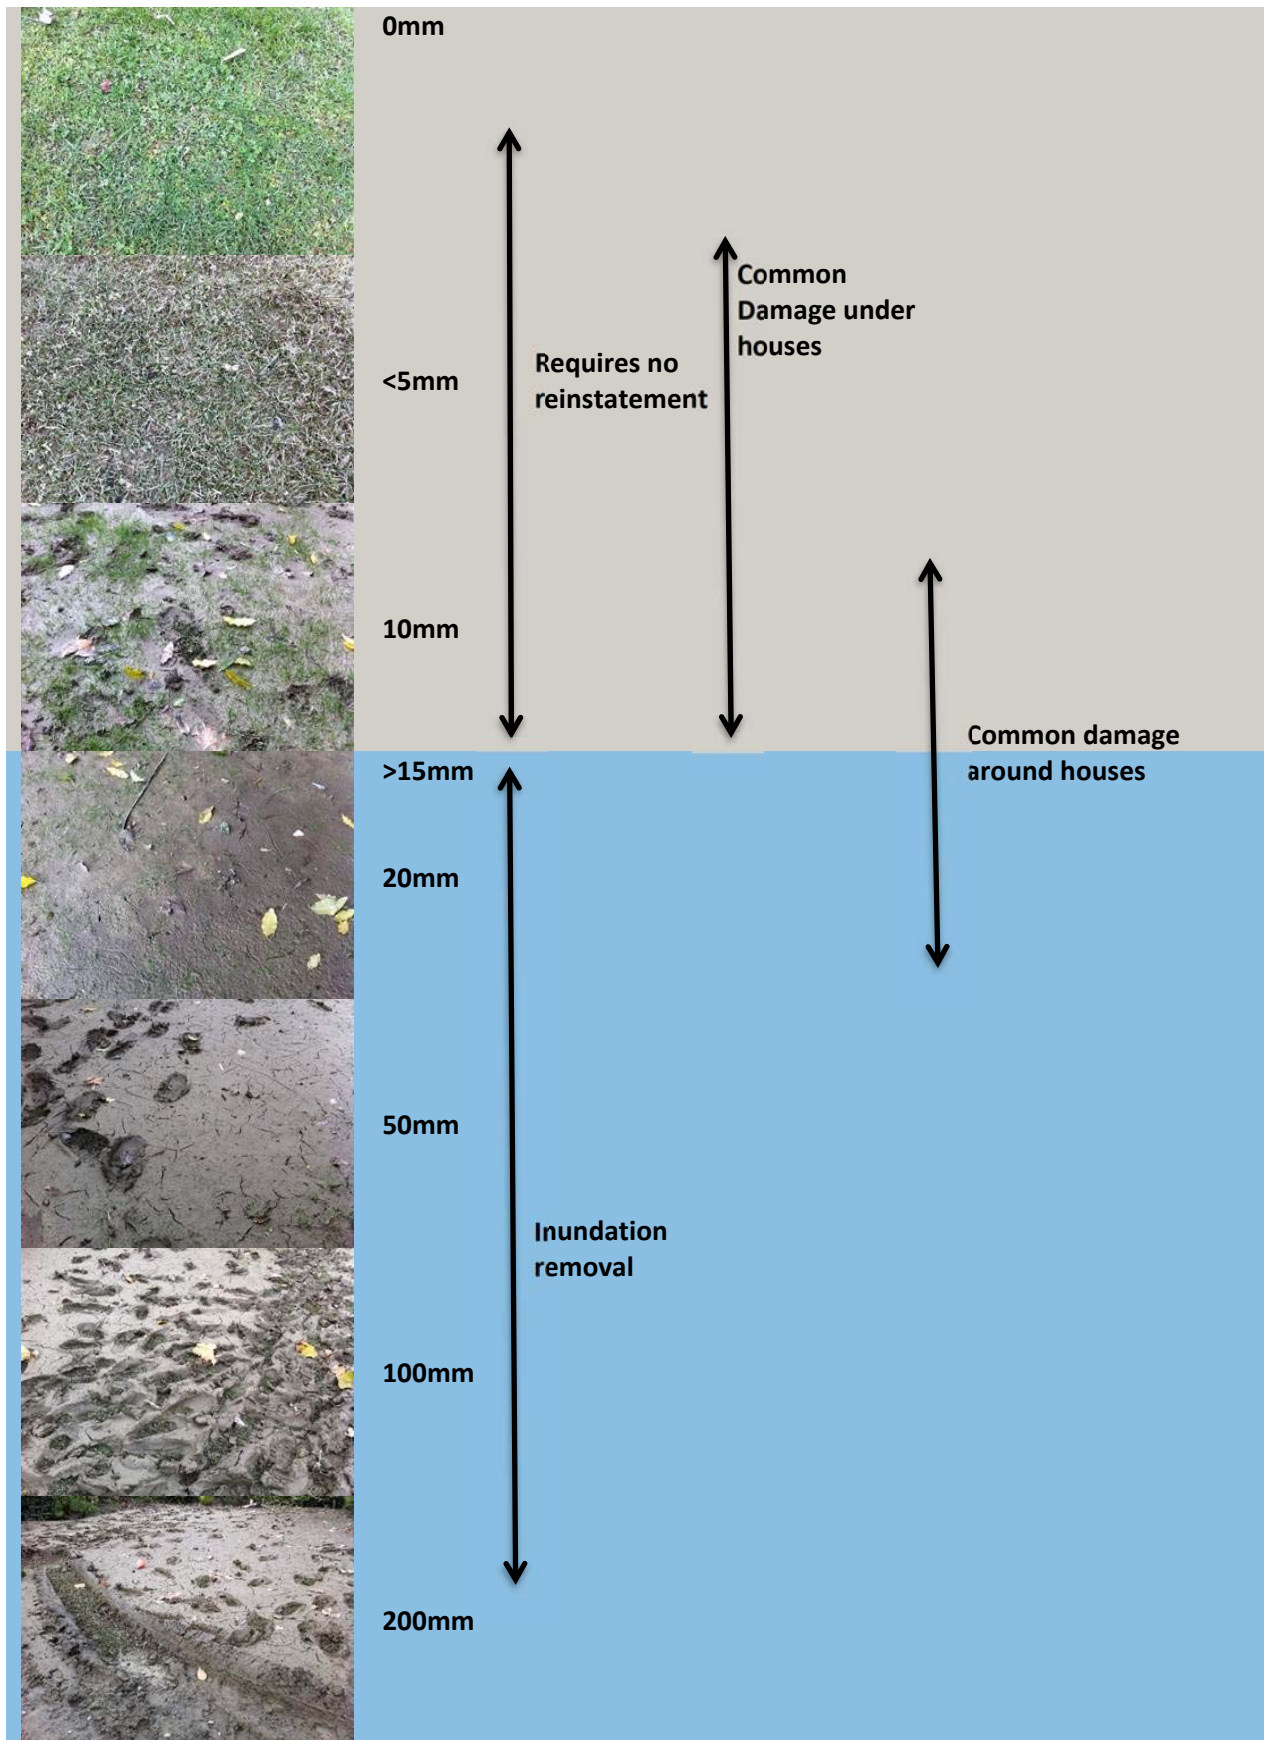 0mm
Common
Damage under
houses
Requires no
reinstatement
<5mm
10mm
Common damage
around houses
>15mm
20mm
50mm
Inundation
removal
100mm
200mm